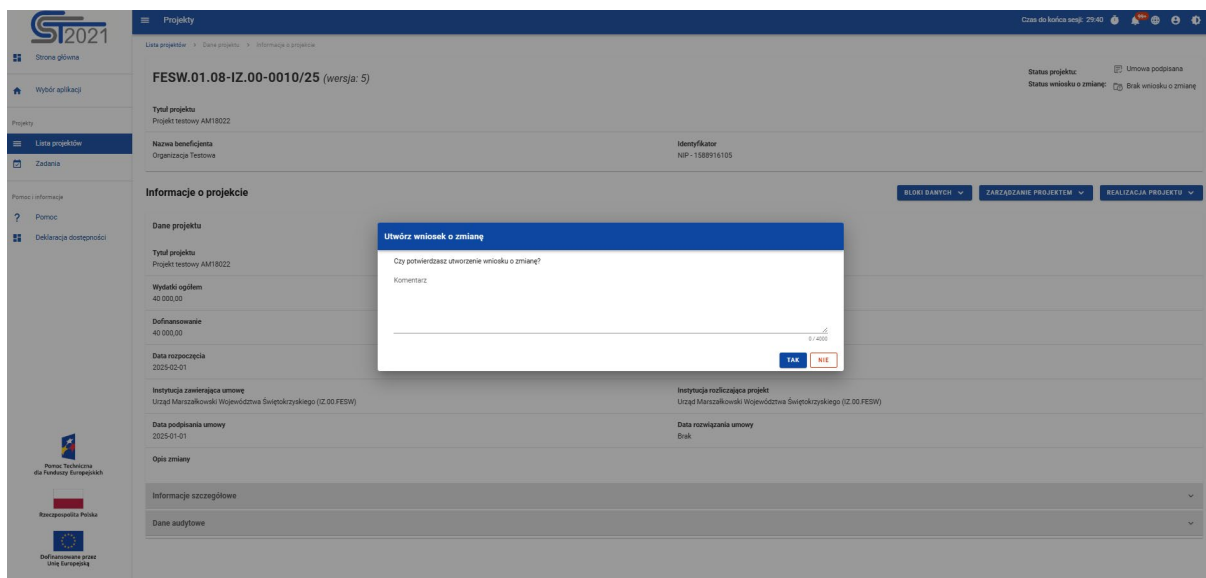 ST2021
Projekty
Czas do końca sesji: 29:40
99+
Strona główna
Wybór aplikacji
Projekty
Lista projektów
Zadania
Pomoc i informacje
Pomoc
Deklaracja dostępności
Pomoc Techniczna
dla Funduszy Europejskich
Rzeczpospolita Polska
Dofinansowane przez
Unię Europejską
Lista projektów > Dane projektu > Informacje o projekcie
FESW.01.08-IZ.00-0010/25 (wersja: 5)
Status projektu: Umowa podpisana
Status wniosku o zmianę: Brak wniosku o zmianę
Tytuł projektu
Projekt testowy AM18022
Nazwa beneficjenta Identyfikator
Organizacja Testowa NIP - 1588916105
Informacje o projekcie
BLOKI DANYCH ZARZĄDZANIE PROJEKTEM REALIZACJA PROJEKTU
Dane projektu
Tytuł projektu
Projekt testowy AM18022
Wydatki ogółem
40 000,00
Dofinansowanie
40 000,00
Data rozpoczęcia
2025-02-01
Utwórz wniosek o zmianę
Czy potwierdzasz utworzenie wniosku o zmianę?
Komentarz
0 / 4000
TAK NIE
Instytucja zawierająca umowę Instytucja rozliczająca projekt
Urząd Marszałkowski Województwa Świętokrzyskiego (IZ.00.FESW) Urząd Marszałkowski Województwa Świętokrzyskiego (IZ.00.FESW)
Data podpisania umowy Data rozwiązania umowy
2025-01-01 Brak
Opis zmiany
Informacje szczegółowe
Dane audytowe